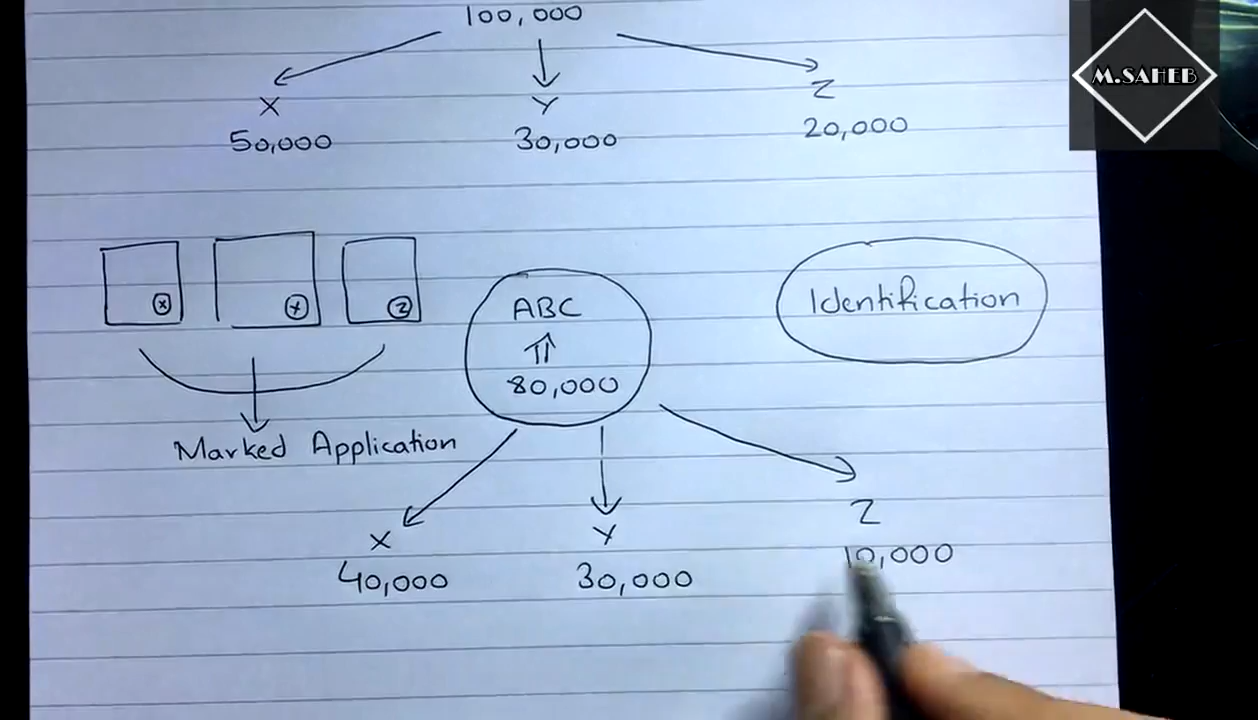 100,000
X Y Z
50,000 30,000 20,000
M.SAHEB
X Y Z
ABC
80,000
Identification
Marked Application
X Y Z
40,000 30,000 10,000